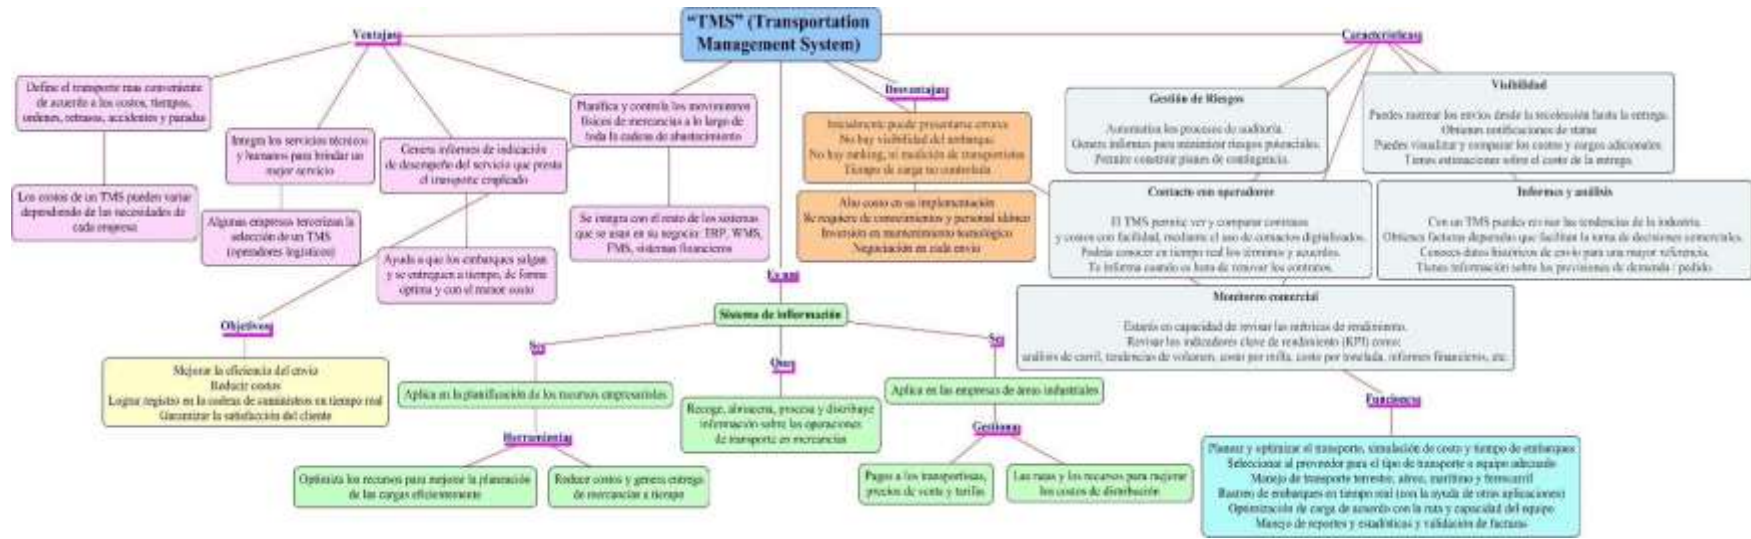 “TMS” (Transportation
Management System)
Ventajas
Define el transporte mas conveniente
de acuerdo a los costos, tiempos,
ordenes, retrasos, accidentes y paradas
Los costos de un TMS pueden variar
dependiendo de las necesidades de
cada empresa
Integra los servicios técnicos
y humanos para brindar un
mejor servicio
Algunas empresas tercerizan la
selección de un TMS
(operadores logísticos)
Genera informes de indicación
de desempeño del servicio que presta
el transporte empleado
Ayuda a que los embarques salgan
y se entreguen a tiempo, de forma
optima y con el menor costo
Planifica y controla los movimientos
físicos de mercancías a lo largo de
toda la cadena de abastecimiento
Se integra con el resto de los sistemas
que se usan en su negocio: ERP, WMS,
FMS, sistemas financieros
Desventajas
Inicialmente puede presentarse errores
No hay visibilidad del embarque
No hay ranking, ni medición de transportistas
Tiempo de carga no controlada
Alto costo en su implementación
Se requiere de conocimientos y personal idóneo
Inversión en mantenimiento tecnológico
Negociación en cada envío
Características
Gestión de Riesgos
Automatiza los procesos de auditoría.
Genera informes para minimizar riesgos potenciales.
Permite construir planes de contingencia.
Visibilidad
Puedes rastrear los envíos desde la recolección hasta la entrega.
Obtienes notificaciones de status
Puedes visualizar y comparar los costos y cargos adicionales
Tienes estimaciones sobre el costo de la entrega
Contacto con operadores
El TMS permite ver y comparar contratos
y costos con facilidad, mediante el uso de contactos digitalizados.
Podrás conocer en tiempo real los términos y acuerdos.
Te informa cuando es hora de renovar los contratos.
Informes y análisis
Con un TMS puedes revisar las tendencias de la industria.
Obtienes facturas depuradas que facilitan la toma de decisiones comerciales.
Conoces datos históricos de envío para una mayor referencia.
Tienes información sobre las previsiones de demanda / pedido
Monitoreo comercial
Estarás en capacidad de revisar las métricas de rendimiento.
Revisar los indicadores clave de rendimiento (KPI) como:
análisis de carril, tendencias de volumen, costo por milla, costo por tonelada, informes financieros, etc.
Funciones
Planear y optimizar el transporte, simulación de costo y tiempo de embarques
Seleccionar al proveedor para el tipo de transporte o equipo adecuado
Manejo de transporte terrestre, aéreo, marítimo y ferrocarril
Rastreo de embarques en tiempo real (con la ayuda de otras aplicaciones)
Optimización de carga de acuerdo con la ruta y capacidad del equipo
Manejo de reportes y estadísticas y validación de facturas
Objetivos
Mejorar la eficiencia del envío
Reducir costos
Lograr registro en la cadena de suministros en tiempo real
Garantizar la satisfacción del cliente
Es un
Sistema de información
Se
Aplica en la planificación de los recursos empresariales
Herramienta
Optimiza los recursos para mejorar la planeación
de las cargas eficientemente
Reduce costos y genera entrega
de mercancías a tiempo
Que
Recoge, almacena, procesa y distribuye
información sobre las operaciones
de transporte en mercancías
Se
Aplica en las empresas de áreas industriales
Gestiona
Pagos a los transportistas,
precios de venta y tarifas
Las rutas y los recursos para mejorar
los costos de distribución